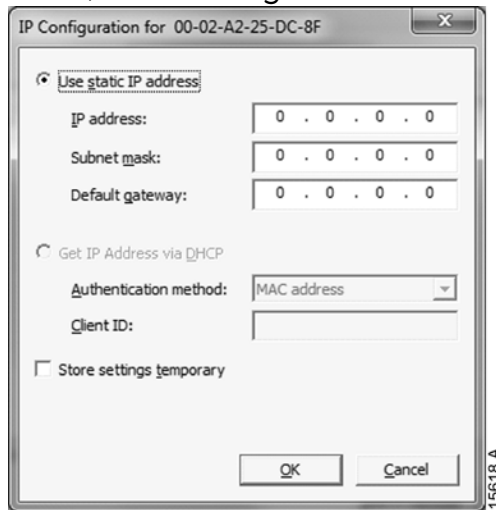 IP Configuration for 00-02-A2-25-DC-8F
Use static IP address
IP address: 0 . 0 . 0 . 0
Subnet mask: 0 . 0 . 0 . 0
Default gateway: 0 . 0 . 0 . 0
Get IP Address via DHCP
Authentication method: MAC address
Client ID:
Store settings temporary
OK Cancel
15618 A